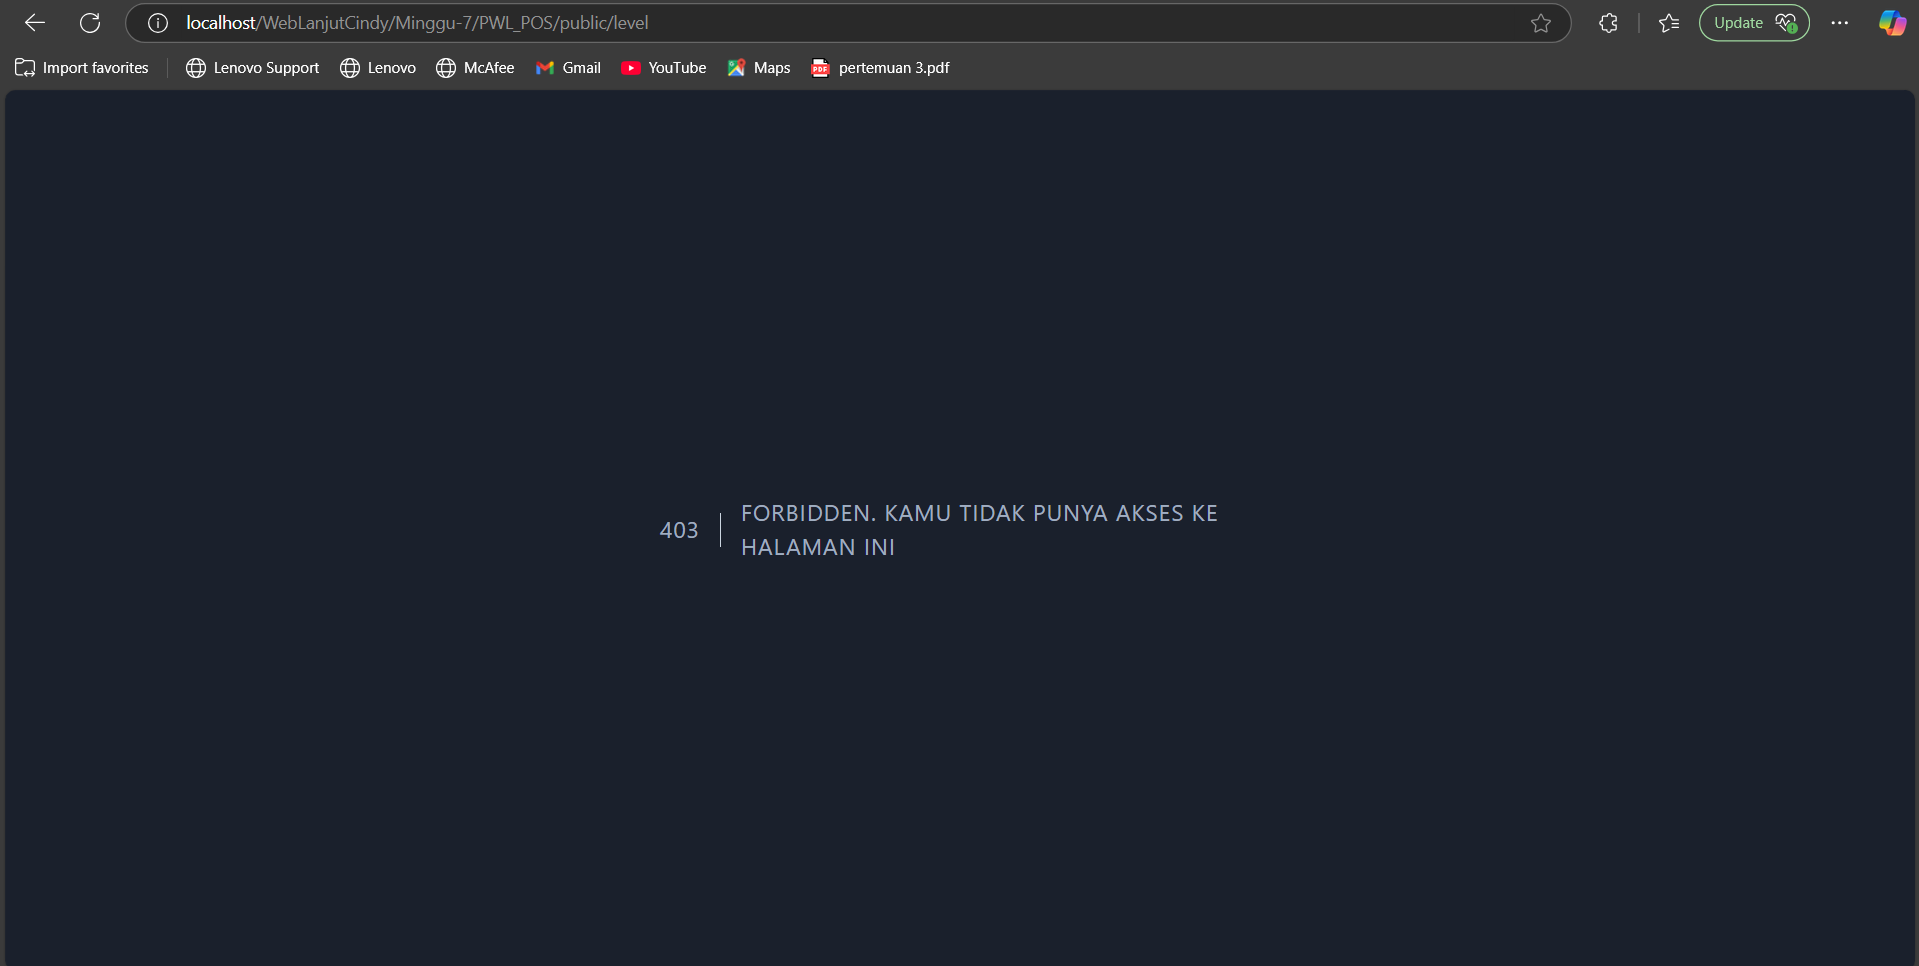 localhost/WebLanjutCindy/Minggu-7/PWL_POS/public/level
Update
Import favorites
Lenovo Support
Lenovo
McAfee
Gmail
YouTube
Maps
PDF
pertemuan 3.pdf
403
FORBIDDEN. KAMU TIDAK PUNYA AKSES KE
HALAMAN INI